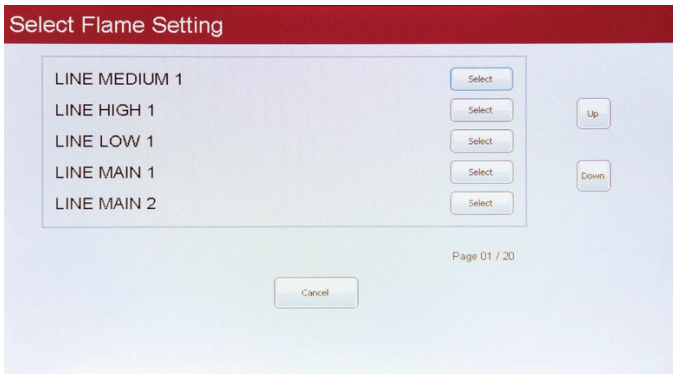 Select Flame Setting
LINE MEDIUM 1 Select
LINE HIGH 1 Select
Up
LINE LOW 1 Select
LINE MAIN 1 Select
Down
LINE MAIN 2 Select
Page 01 / 20
Cancel